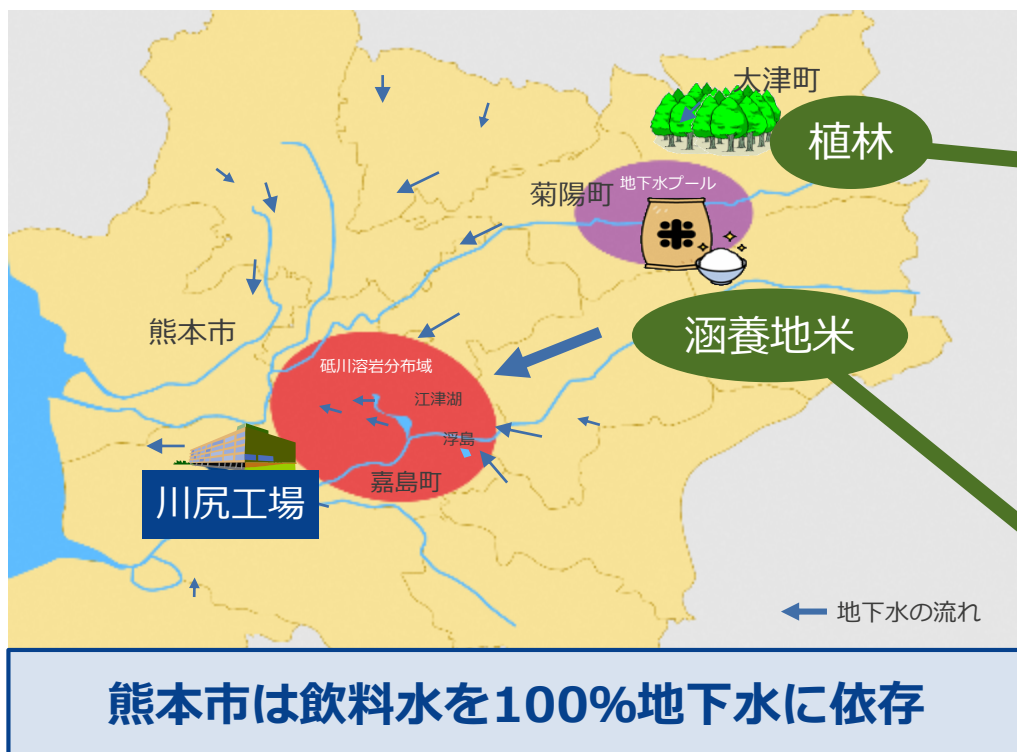 大津町
植林
地下水プール
菊陽町
涵養地米
熊本市
砥川溶岩分布域
江津湖
浮島
嘉島町
川尻工場
地下水の流れ
熊本市は飲料水を100%地下水に依存